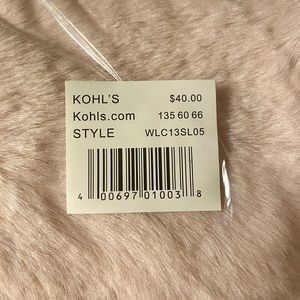 KOHL'S $40.00
Kohls.com 135 60 66
STYLE WLC13SL05
4 00697 01003 8